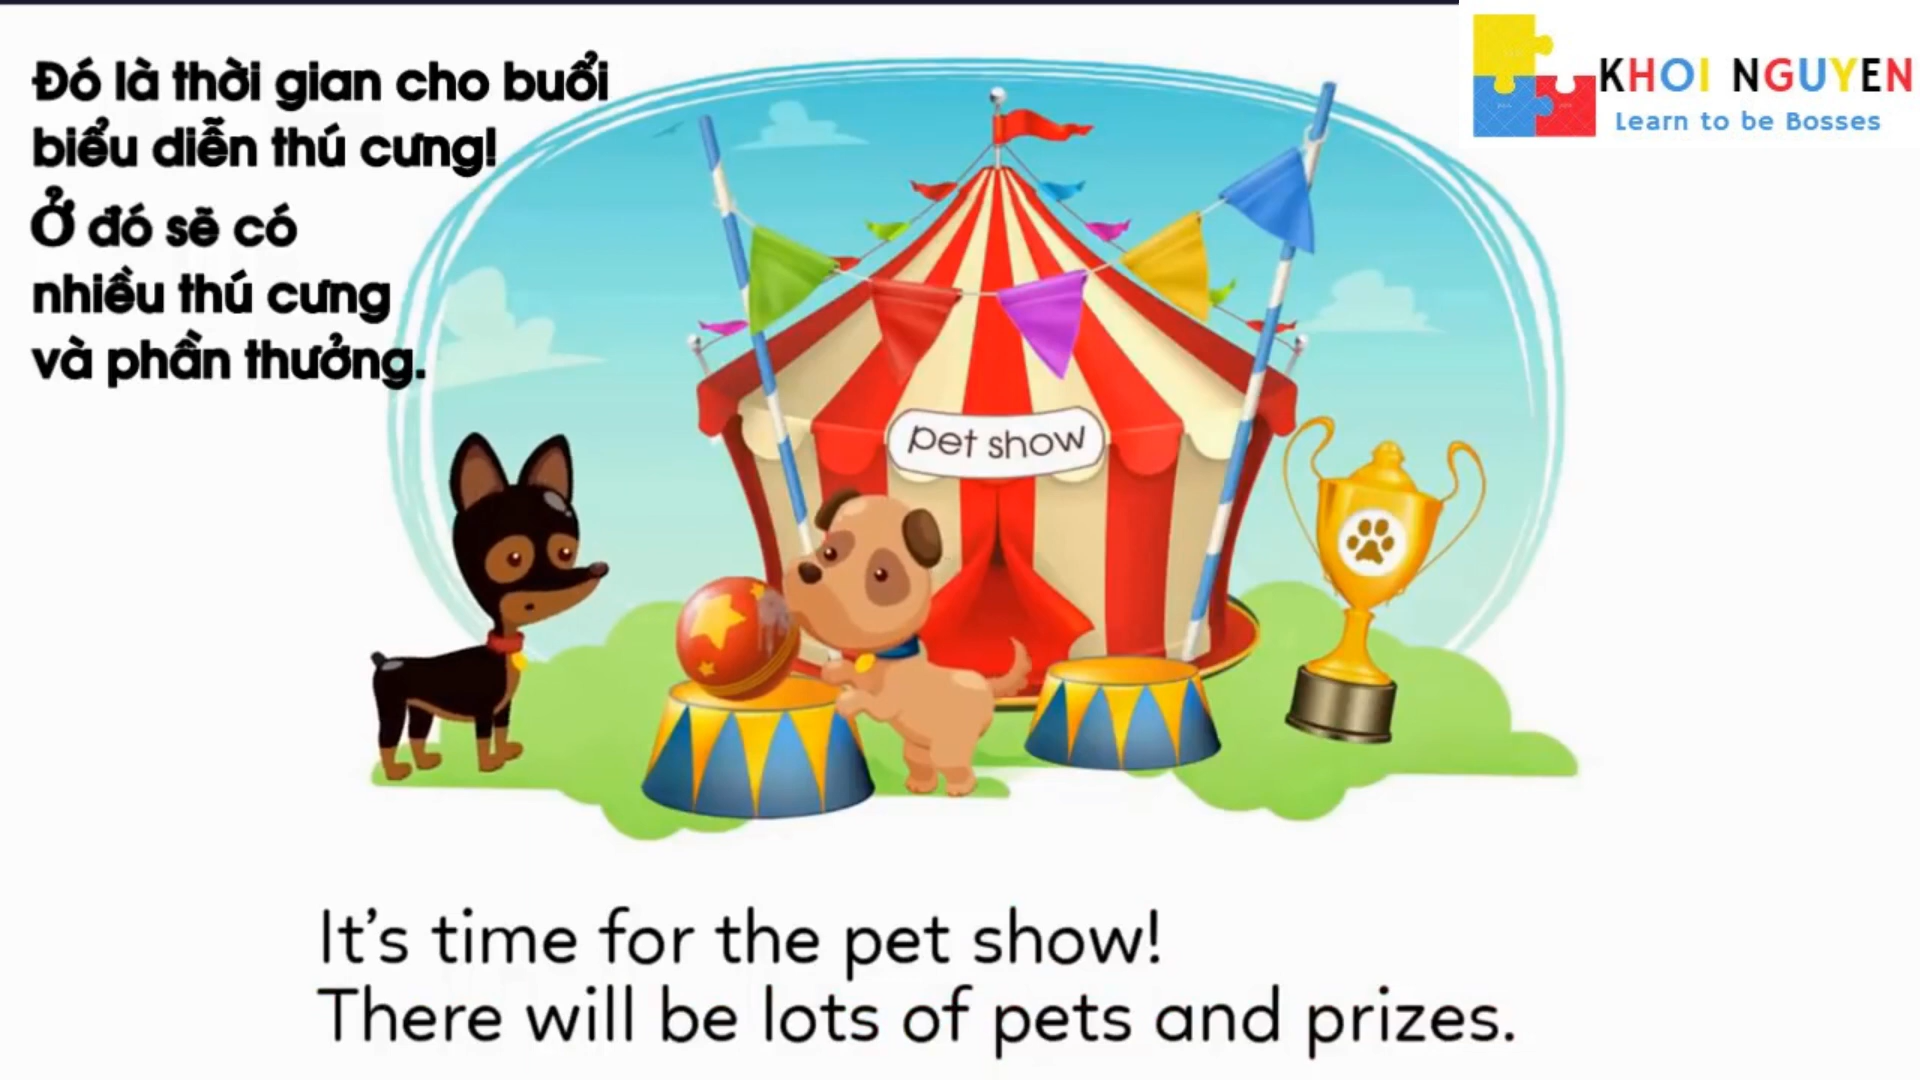 Đó là thời gian cho buổi
biểu diễn thú cưng!
Ở đó sẽ có
nhiều thú cưng
và phần thưởng.
KHOI NGUYEN
Learn to be Bosses
pet show
It's time for the pet show!
There will be lots of pets and prizes.